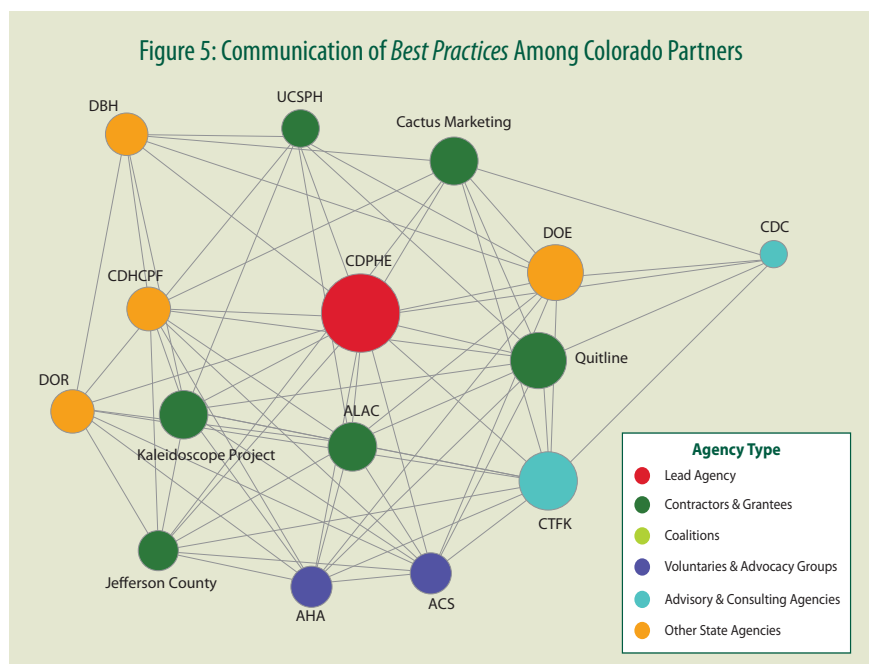 Figure 5: Communication of Best Practices Among Colorado Partners
UCSPH
DBH
Cactus Marketing
CDC
DOE
CDPHE
CDHCPF
Quitline
DOR
ALAC
Kaleidoscope Project
CTFK
Jefferson County
ACS
AHA
Agency Type
Lead Agency
Contractors & Grantees
Coalitions
Voluntaries & Advocacy Groups
Advisory & Consulting Agencies
Other State Agencies